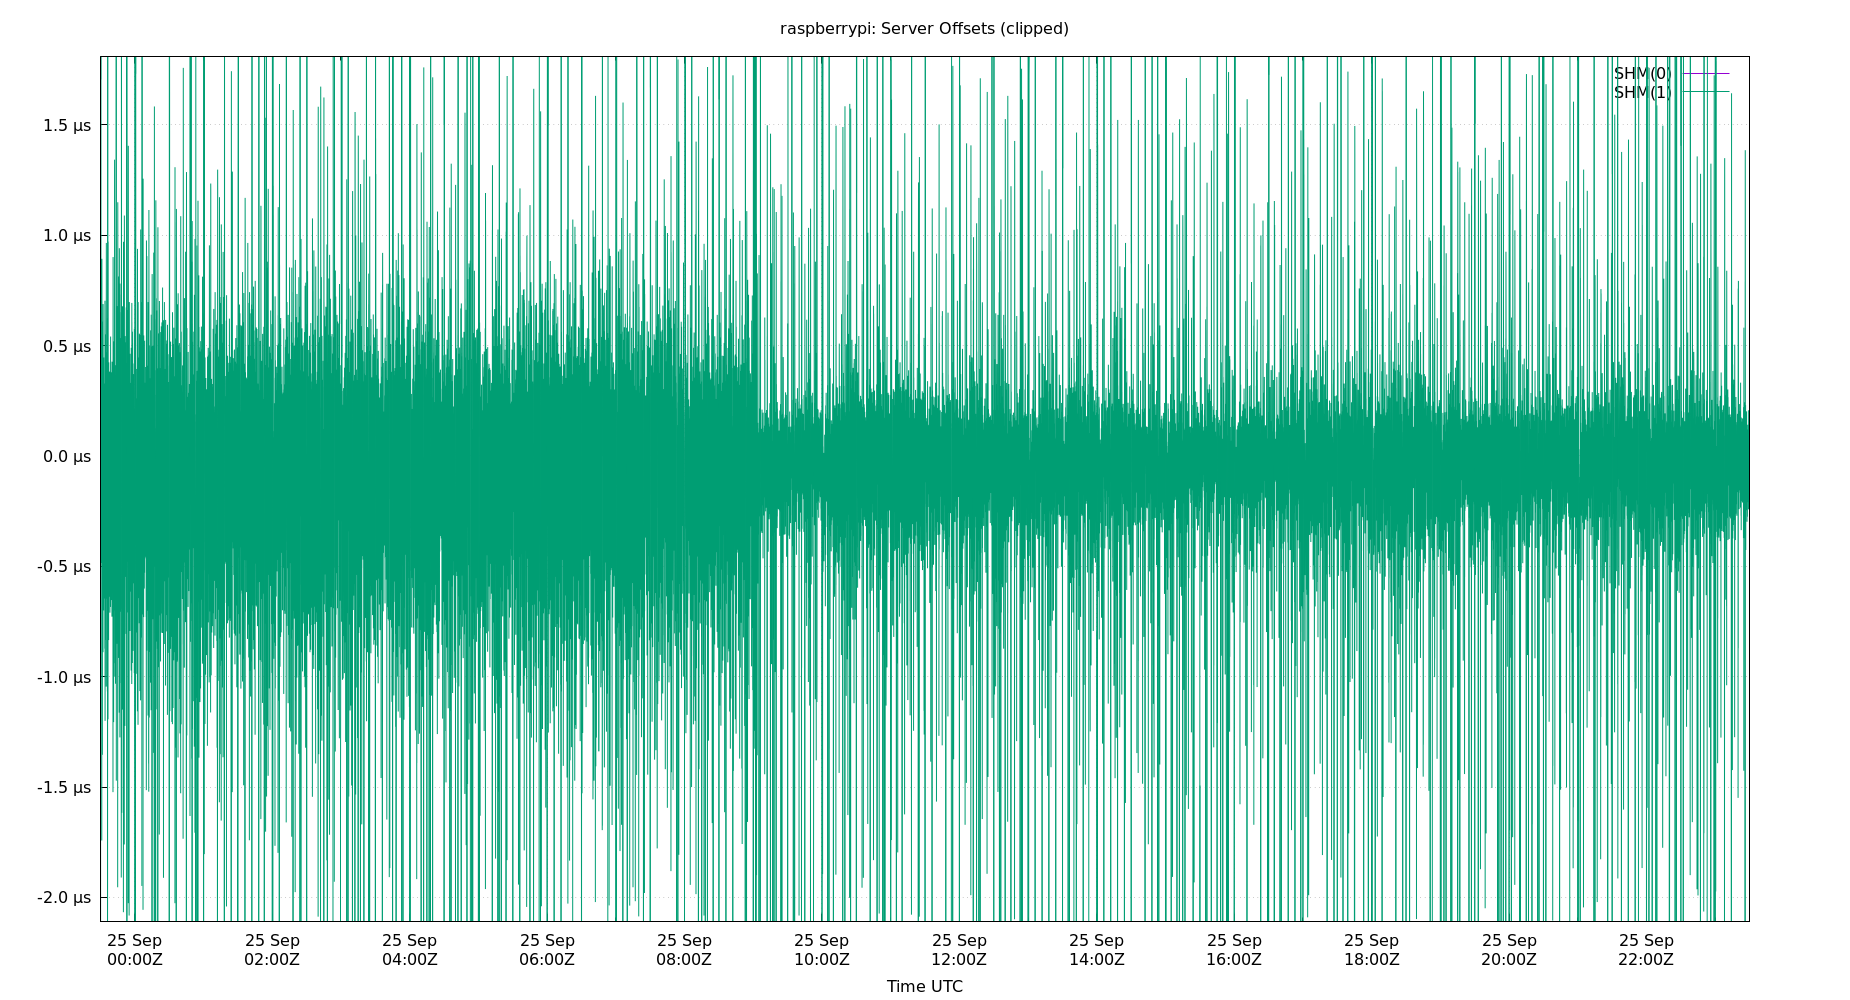 raspberrypi: Server Offsets (clipped)
SHM(0)
SHM(1)
1.5 µs
1.0 µs
0.5 µs
0.0 µs
-0.5 µs
-1.0 µs
-1.5 µs
-2.0 µs
25 Sep 25 Sep 25 Sep 25 Sep 25 Sep 25 Sep 25 Sep 25 Sep 25 Sep 25 Sep 25 Sep 25 Sep
00:00Z 02:00Z 04:00Z 06:00Z 08:00Z 10:00Z 12:00Z 14:00Z 16:00Z 18:00Z 20:00Z 22:00Z
Time UTC